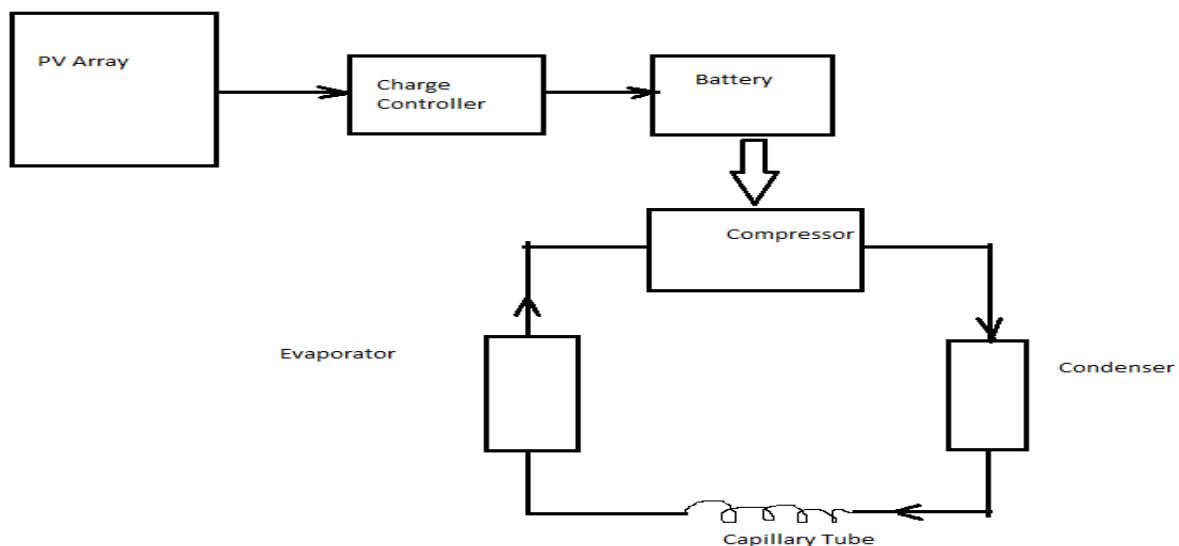 PV Array
Charge
Controller
Battery
Compressor
Evaporator
Condenser
Capillary Tube